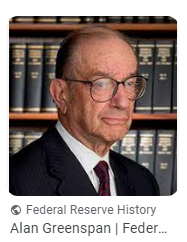 Federal Reserve History
Alan Greenspan | Feder...